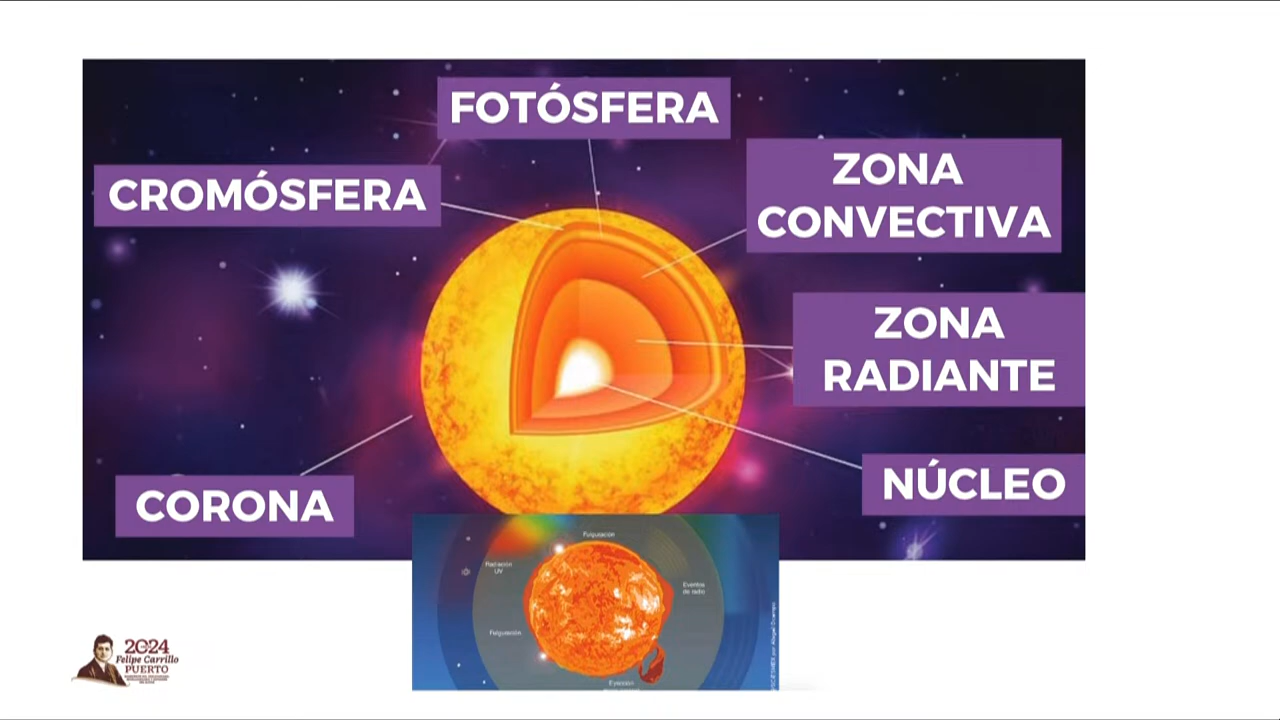 FOTÓSFERA
CROMÓSFERA
ZONA
CONVECTIVA
ZONA
RADIANTE
NÚCLEO
CORONA
Fulguración
Radiación
UV
Eventos
de radio
Fulguración
Eyección
2024
Felipe Carrillo
PUERTO